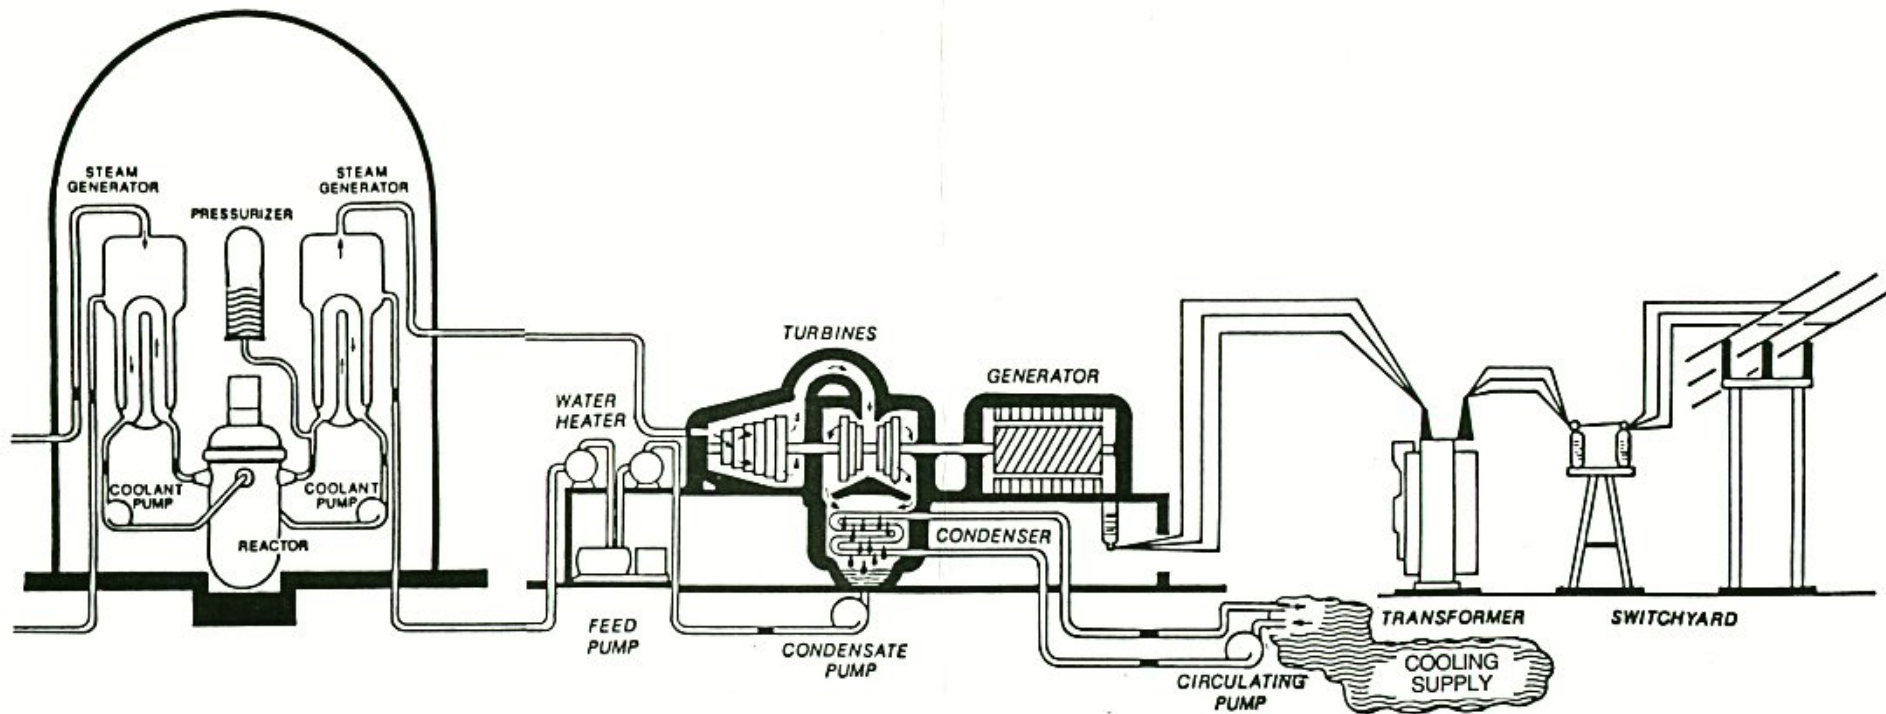 STEAM
GENERATOR
STEAM
GENERATOR
PRESSURIZER
COOLANT
PUMP
COOLANT
PUMP
REACTOR
WATER
HEATER
TURBINES
GENERATOR
CONDENSER
FEED
PUMP
CONDENSATE
PUMP
CIRCULATING
PUMP
COOLING
SUPPLY
TRANSFORMER
SWITCHYARD